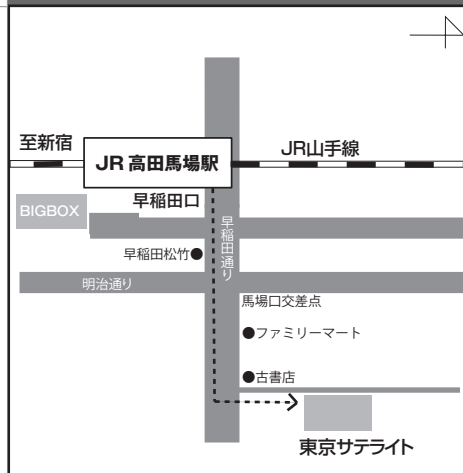 至新宿
JR 高田馬場駅
JR山手線
早稲田口
BIGBOX
早稲田通り
早稲田松竹●
明治通り
馬場口交差点
●ファミリーマート
●古書店
東京サテライト